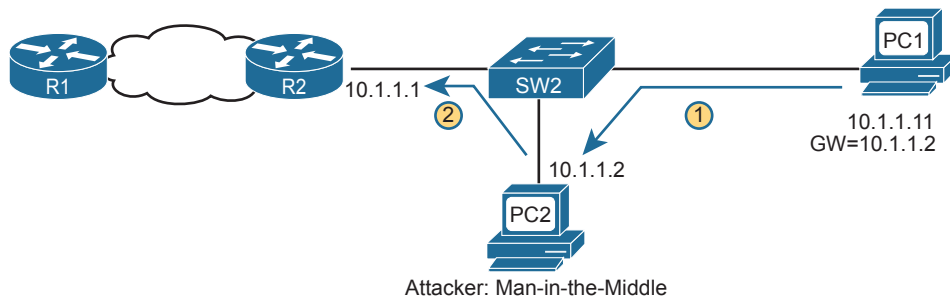 PC1
R1
R2
10.1.1.1
SW2
2
1
10.1.1.11
GW=10.1.1.2
10.1.1.2
PC2
Attacker: Man-in-the-Middle